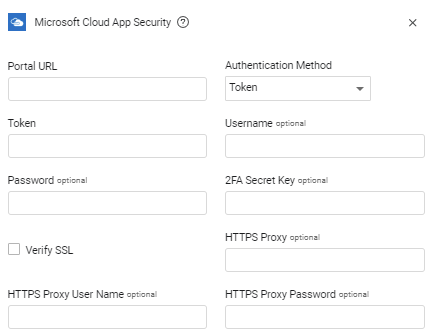 Microsoft Cloud App Security ?
Portal URL
Authentication Method
Token
Token
Username optional
Password optional
2FA Secret Key optional
Verify SSL
HTTPS Proxy optional
HTTPS Proxy User Name optional
HTTPS Proxy Password optional